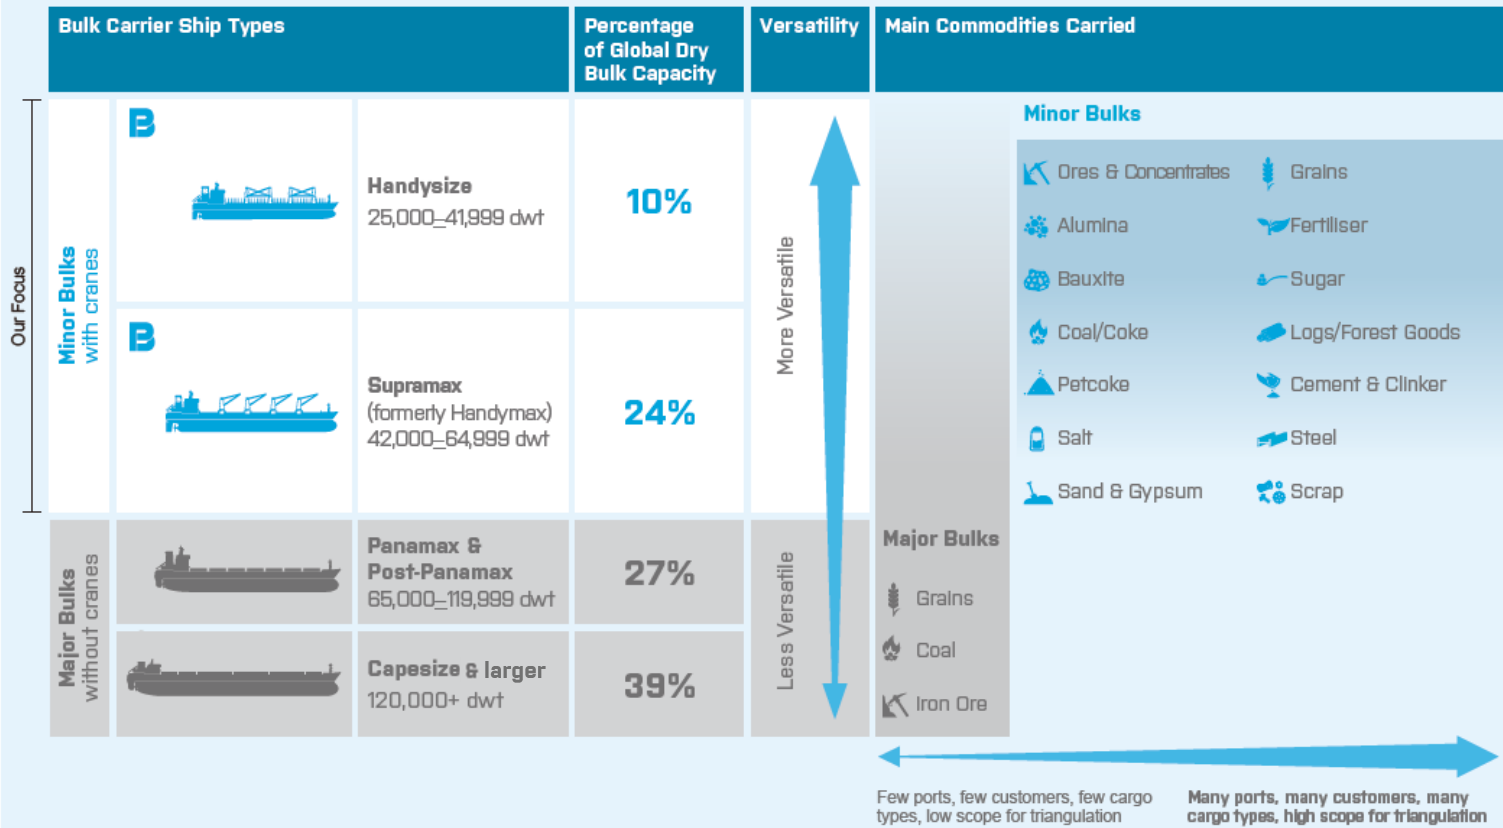 Bulk Carrier Ship Types
Percentage
of Global Dry
Bulk Capacity
Versatility
Main Commodities Carried
Our Focus
Minor Bulks
with cranes
B
Handysize
25,000–41,999 dwt
10%
B
Supramax
(formerly Handymax)
42,000–64,999 dwt
24%
More Versatile
Major Bulks
without cranes
Panamax &
Post-Panamax
65,000–119,999 dwt
27%
Capesize & larger
120,000+ dwt
39%
Less Versatile
Minor Bulks
Ores & Concentrates
Grains
Alumina
Fertiliser
Bauxite
Sugar
Coal/Coke
Logs/Forest Goods
Petcoke
Cement & Clinker
Salt
Steel
Sand & Gypsum
Scrap
Major Bulks
Grains
Coal
Iron Ore
Few ports, few customers, few cargo
types, low scope for triangulation
Many ports, many customers, many
cargo types, high scope for triangulation